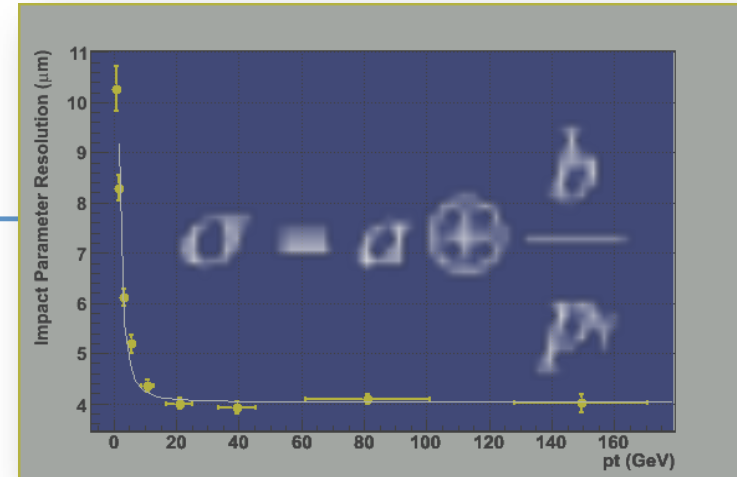 Impact Parameter Resolution (μm)
11
10
9
8
7
6
5
4
σ = a ⊕ b / p_T
0 20 40 60 80 100 120 140 160
pt (GeV)